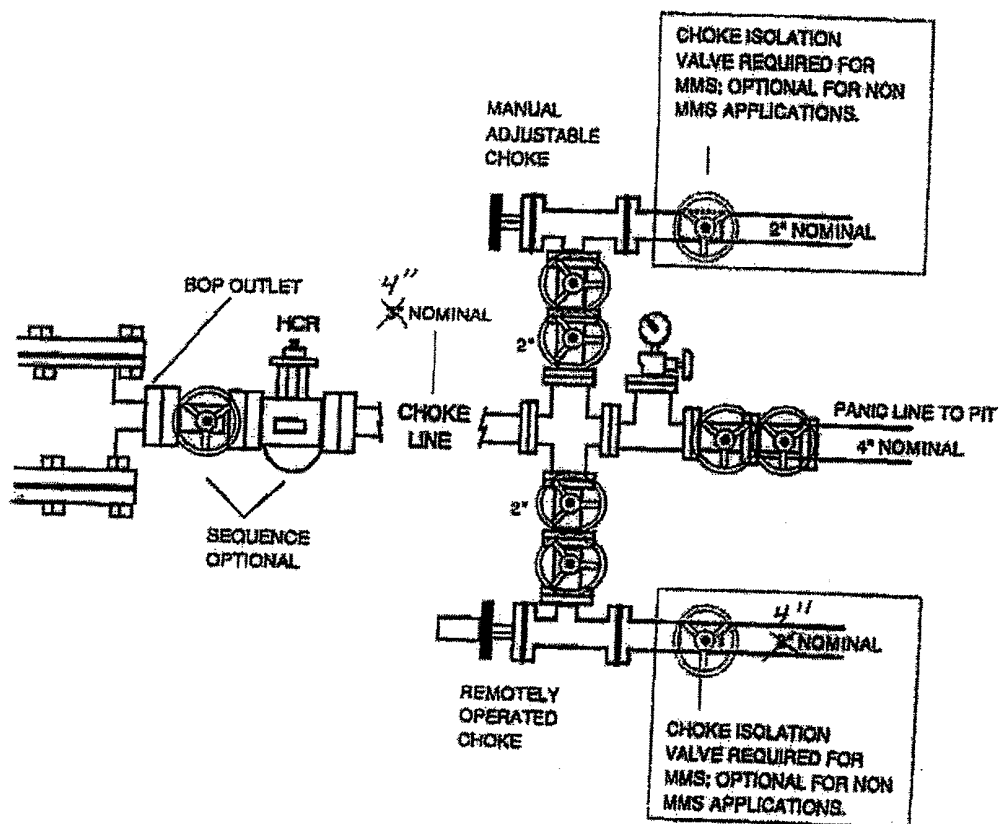 CHOKE ISOLATION
VALVE REQUIRED FOR
MMS; OPTIONAL FOR NON
MMS APPLICATIONS.
MANUAL
ADJUSTABLE
CHOKE
2" NOMINAL
BOP OUTLET
4"
3" NOMINAL
HCR
2"
CHOKE
LINE
PANIC LINE TO PIT
4" NOMINAL
2"
SEQUENCE
OPTIONAL
4"
NOMINAL
REMOTELY
OPERATED
CHOKE
CHOKE ISOLATION
VALVE REQUIRED FOR
MMS; OPTIONAL FOR NON
MMS APPLICATIONS.